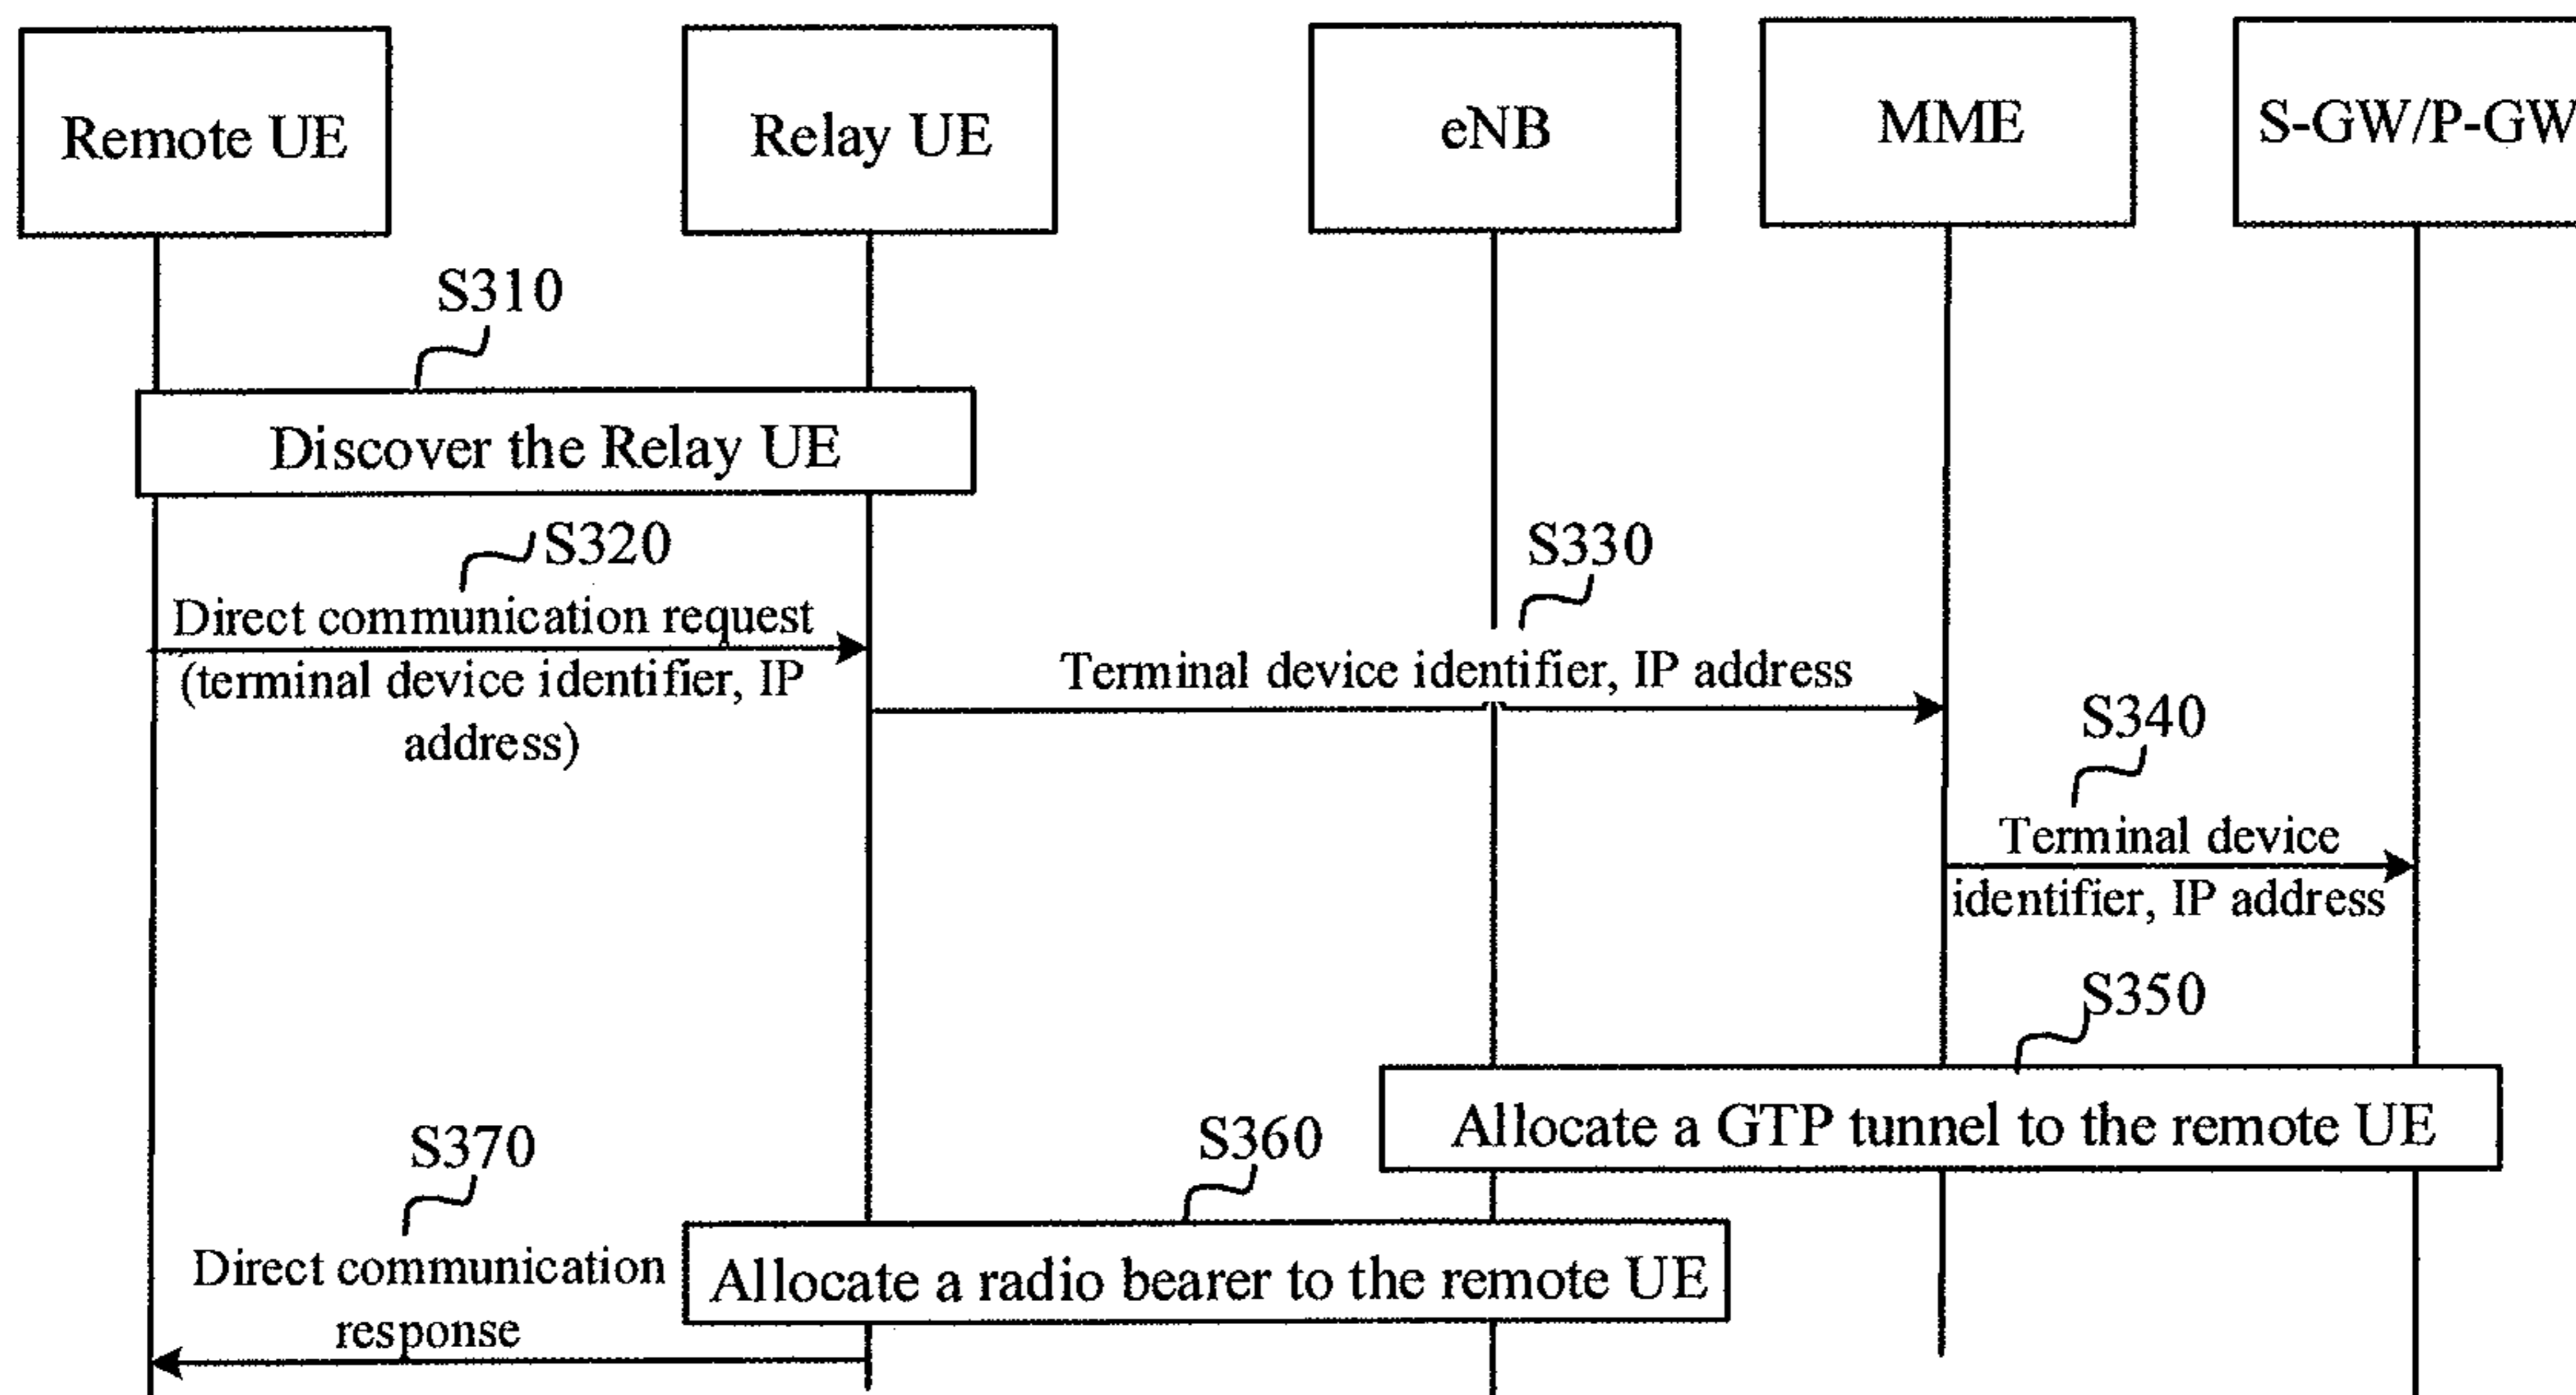 Remote UE
Relay UE
eNB
MME
S-GW/P-GW
S310
Discover the Relay UE
S320
Direct communication request
(terminal device identifier, IP
address)
S330
Terminal device identifier, IP address
S340
Terminal device
identifier, IP address
S350
Allocate a GTP tunnel to the remote UE
S360
Allocate a radio bearer to the remote UE
S370
Direct communication
response